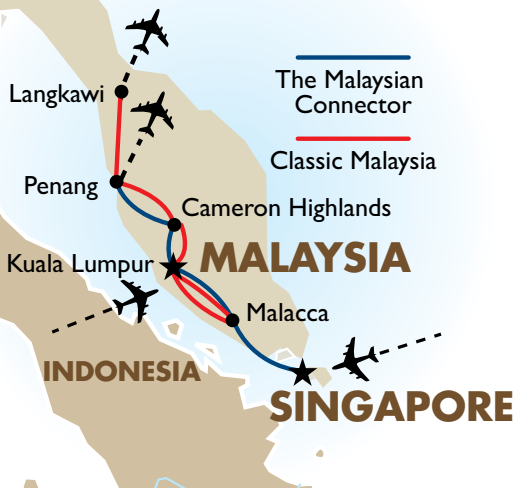 Langkawi
The Malaysian
Connector
Classic Malaysia
Penang
Cameron Highlands
Kuala Lumpur
MALAYSIA
Malacca
INDONESIA
SINGAPORE